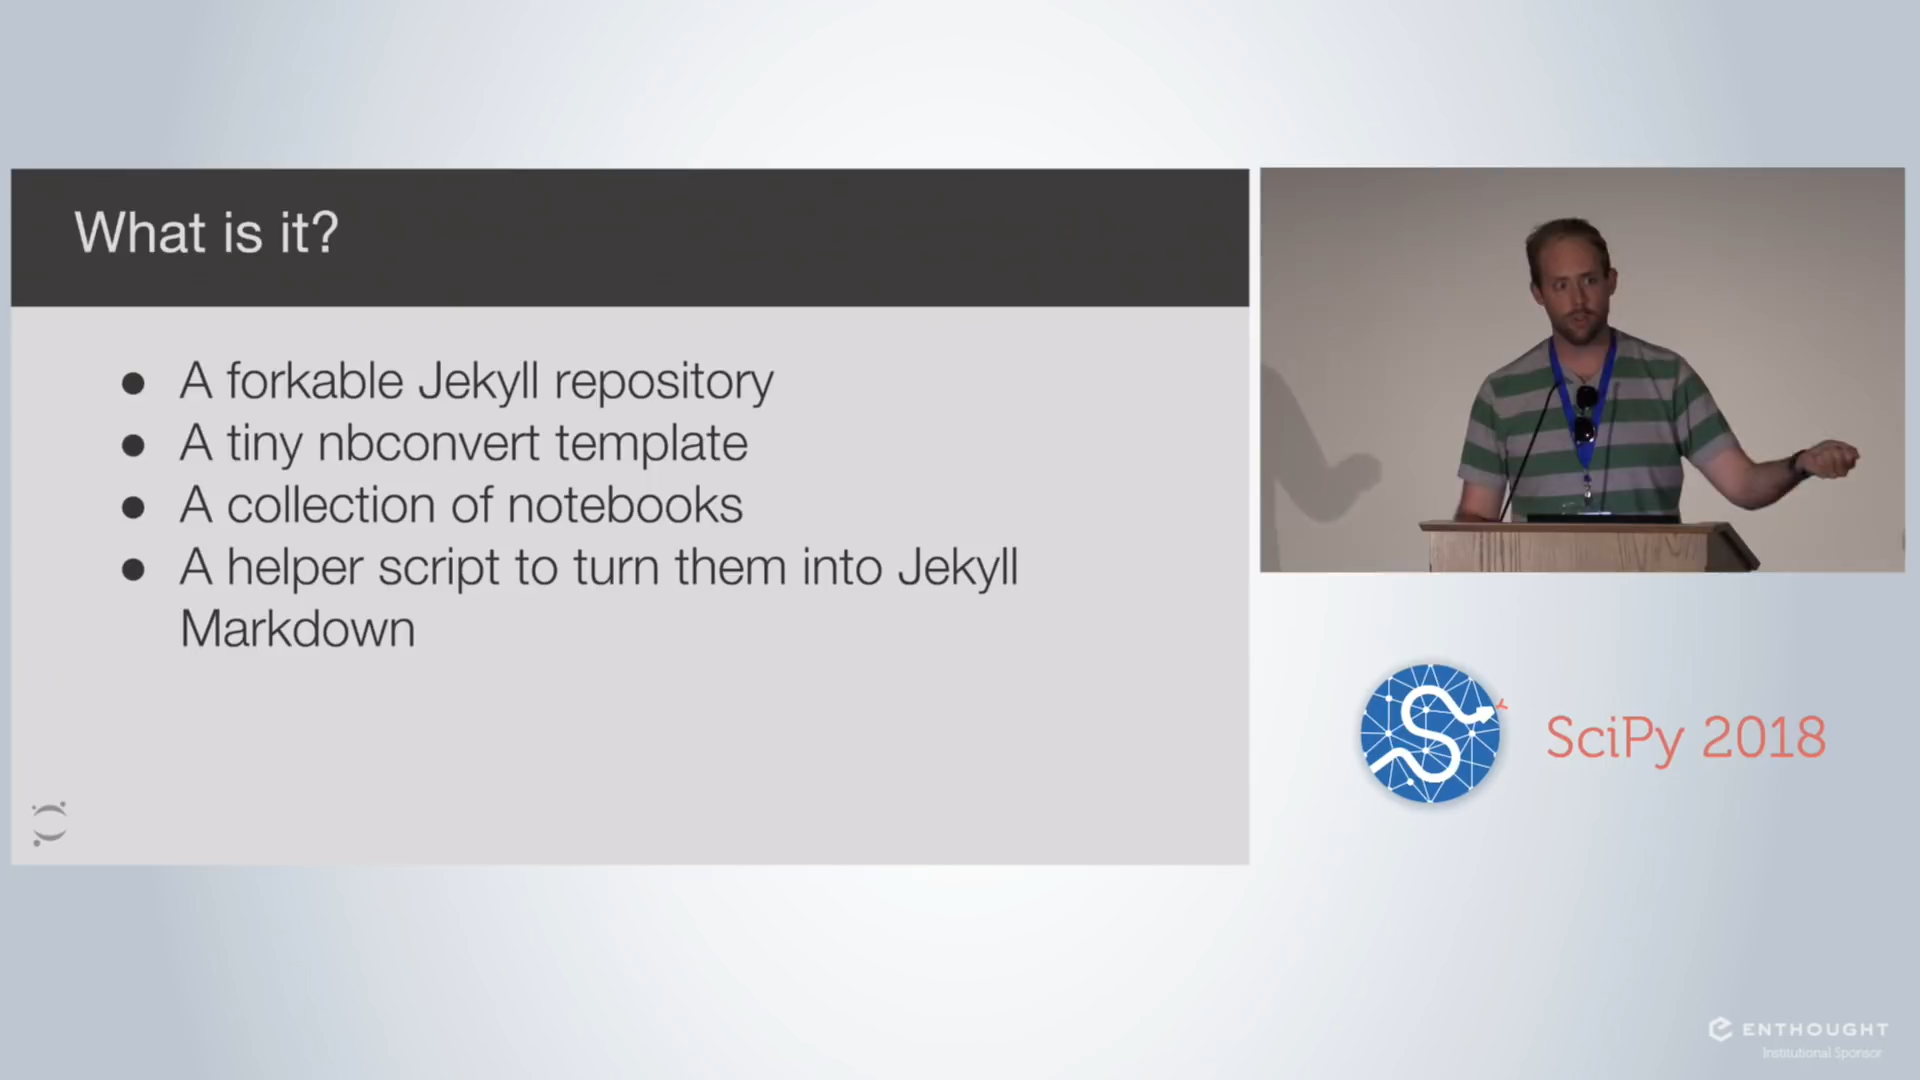 What is it?
● A forkable Jekyll repository
● A tiny nbconvert template
● A collection of notebooks
● A helper script to turn them into Jekyll
Markdown
SciPy 2018
ENTHOUGHT
Institutional Sponsor